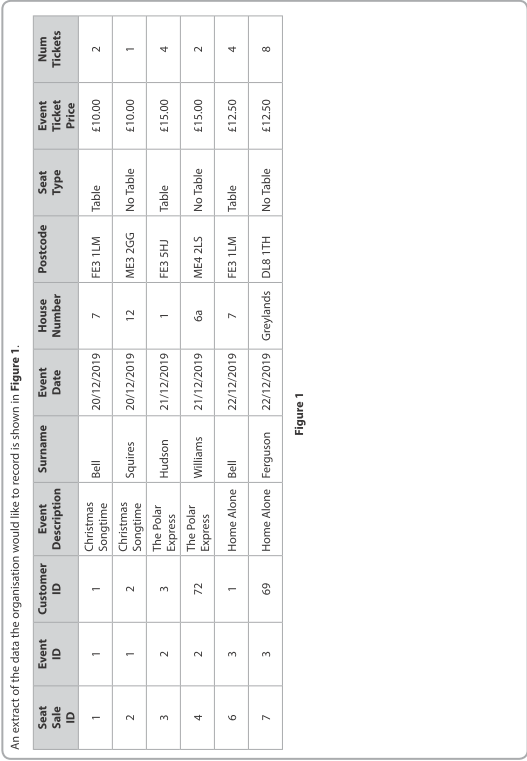 An extract of the data the organisation would like to record is shown in Figure 1.
Seat Sale ID | Event ID | Customer ID | Event Description | Surname | Event Date | House Number | Postcode | Seat Type | Event Ticket Price | Num Tickets
1 | 1 | 1 | Christmas Songtime | Bell | 20/12/2019 | 7 | FE3 1LM | Table | £10.00 | 2
2 | 1 | 2 | Christmas Songtime | Squires | 20/12/2019 | 12 | ME3 2GG | No Table | £10.00 | 1
3 | 2 | 3 | The Polar Express | Hudson | 21/12/2019 | 1 | FE3 5HJ | Table | £15.00 | 4
4 | 2 | 72 | The Polar Express | Williams | 21/12/2019 | 6a | ME4 2LS | No Table | £15.00 | 2
6 | 3 | 1 | Home Alone | Bell | 22/12/2019 | 7 | FE3 1LM | Table | £12.50 | 4
7 | 3 | 69 | Home Alone | Ferguson | 22/12/2019 | Greylands | DL8 1TH | No Table | £12.50 | 8
Figure 1